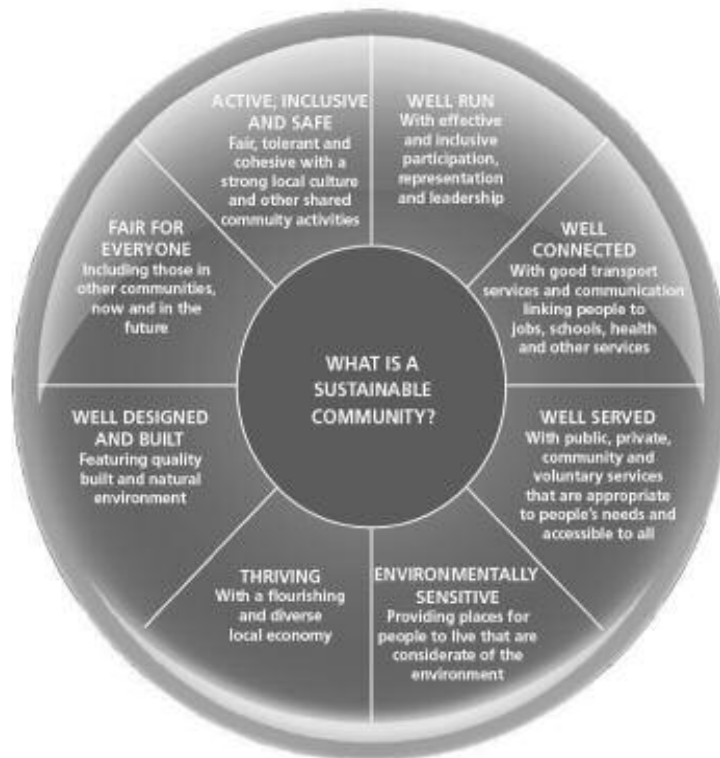 WHAT IS A
SUSTAINABLE
COMMUNITY?
ACTIVE, INCLUSIVE
AND SAFE
Fair, tolerant and
cohesive with a
strong local culture
and other shared
commuity activities
WELL RUN
With effective
and inclusive
participation,
representation
and leadership
WELL
CONNECTED
With good transport
services and communication
linking people to
jobs, schools, health
and other services
WELL SERVED
With public, private,
community and
voluntary services
that are appropriate
to people's needs and
accessible to all
ENVIRONMENTALLY
SENSITIVE
Providing places for
people to live that are
considerate of the
environment
THRIVING
With a flourishing
and diverse
local economy
WELL DESIGNED
AND BUILT
Featuring quality
built and natural
environment
FAIR FOR
EVERYONE
Including those in
other communities,
now and in the
future